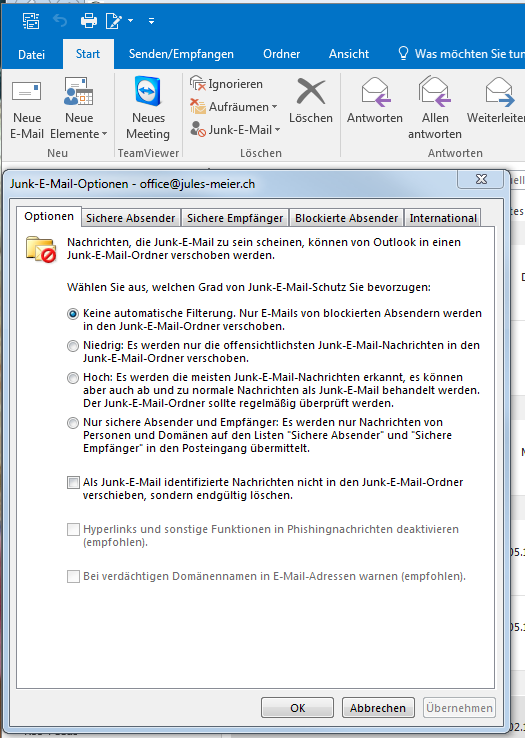 Datei Start Senden/Empfangen Ordner Ansicht Was möchten Sie tun
Neue E-Mail
Neue Elemente
Neu
Neues Meeting
TeamViewer
Ignorieren
Aufräumen
Junk-E-Mail
Löschen
Löschen
Antworten
Allen antworten
Weiterleiten
Antworten
Junk-E-Mail-Optionen - office@jules-meier.ch
Optionen Sichere Absender Sichere Empfänger Blockierte Absender International
Nachrichten, die Junk-E-Mail zu sein scheinen, können von Outlook in einen
Junk-E-Mail-Ordner verschoben werden.
Wählen Sie aus, welchen Grad von Junk-E-Mail-Schutz Sie bevorzugen:
Keine automatische Filterung. Nur E-Mails von blockierten Absendern werden
in den Junk-E-Mail-Ordner verschoben.
Niedrig: Es werden nur die offensichtlichsten Junk-E-Mail-Nachrichten in den
Junk-E-Mail-Ordner verschoben.
Hoch: Es werden die meisten Junk-E-Mail-Nachrichten erkannt, es können
aber auch ab und zu normale Nachrichten als Junk-E-Mail behandelt werden.
Der Junk-E-Mail-Ordner sollte regelmäßig überprüft werden.
Nur sichere Absender und Empfänger: Es werden nur Nachrichten von
Personen und Domänen auf den Listen "Sichere Absender" und "Sichere
Empfänger" in den Posteingang übermittelt.
Als Junk-E-Mail identifizierte Nachrichten nicht in den Junk-E-Mail-Ordner
verschieben, sondern endgültig löschen.
Hyperlinks und sonstige Funktionen in Phishingnachrichten deaktivieren
(empfohlen).
Bei verdächtigen Domänennamen in E-Mail-Adressen warnen (empfohlen).
OK Abbrechen Übernehmen